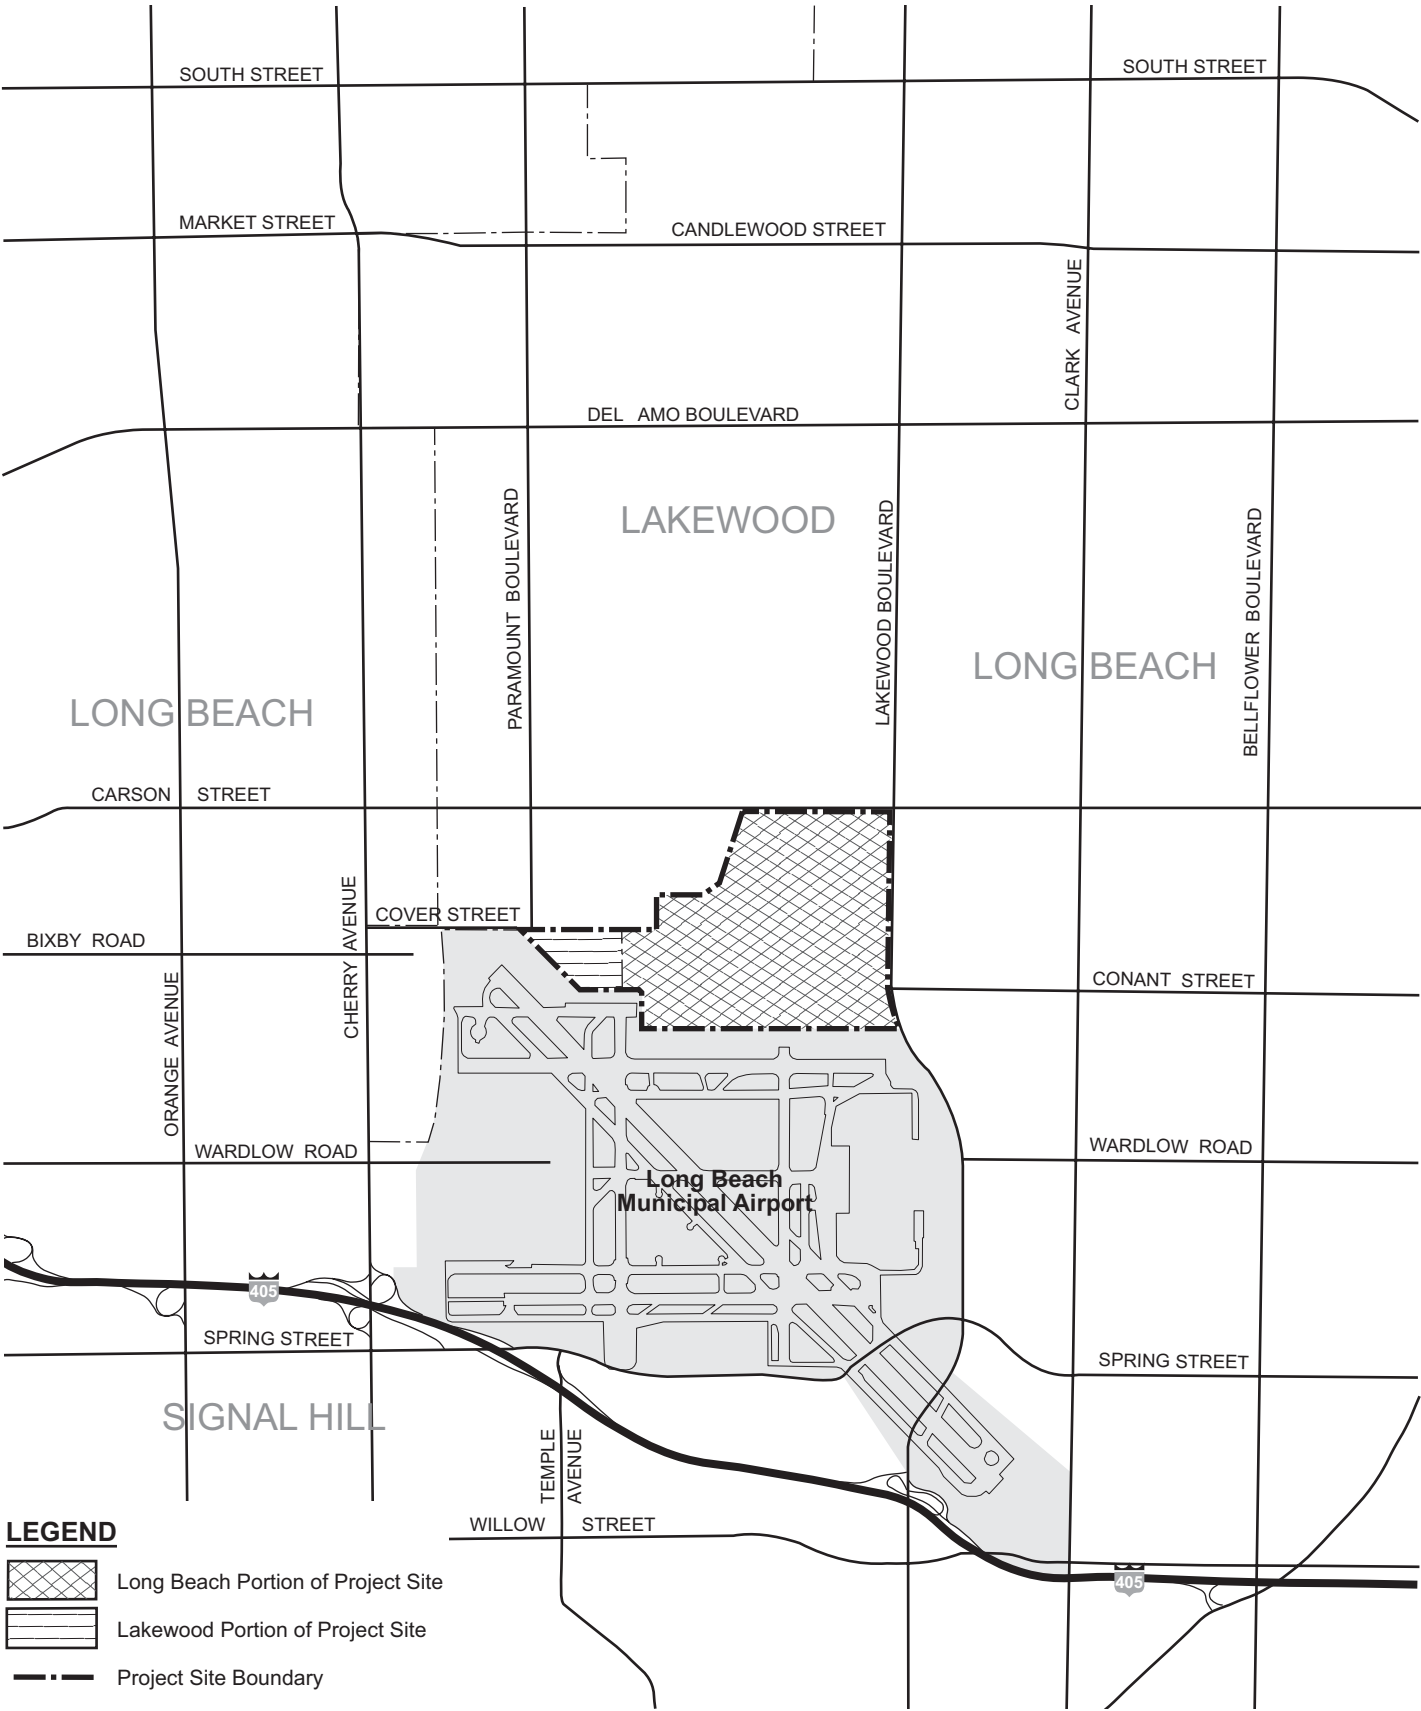 SOUTH STREET
SOUTH STREET
MARKET STREET
CANDLEWOOD STREET
CLARK AVENUE
DEL AMO BOULEVARD
LAKEWOOD
PARAMOUNT BOULEVARD
LAKEWOOD BOULEVARD
BELLFLOWER BOULEVARD
LONG BEACH
LONG BEACH
CARSON STREET
COVER STREET
BIXBY ROAD
CHERRY AVENUE
ORANGE AVENUE
CONANT STREET
WARDLOW ROAD
WARDLOW ROAD
Long Beach
Municipal Airport
405
SPRING STREET
SPRING STREET
SIGNAL HILL
TEMPLE
AVENUE
WILLOW STREET
405
LEGEND
Long Beach Portion of Project Site
Lakewood Portion of Project Site
Project Site Boundary